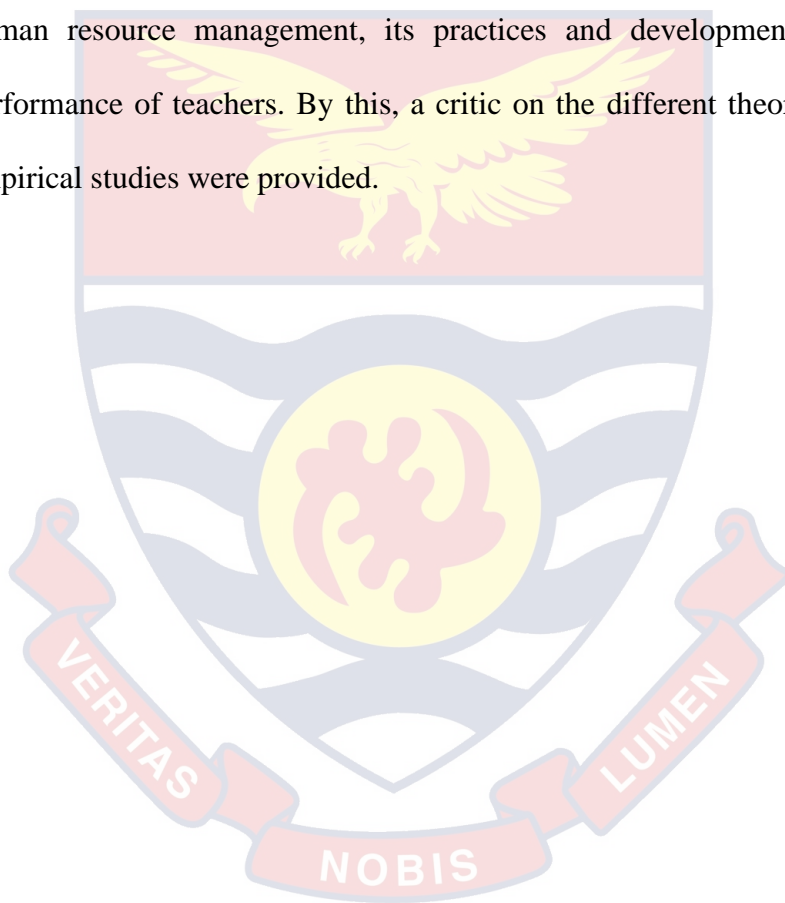 man resource management, its practices and development
rformance of teachers. By this, a critic on the different theor
pirical studies were provided.
VERITAS
NOBIS
LUMEN